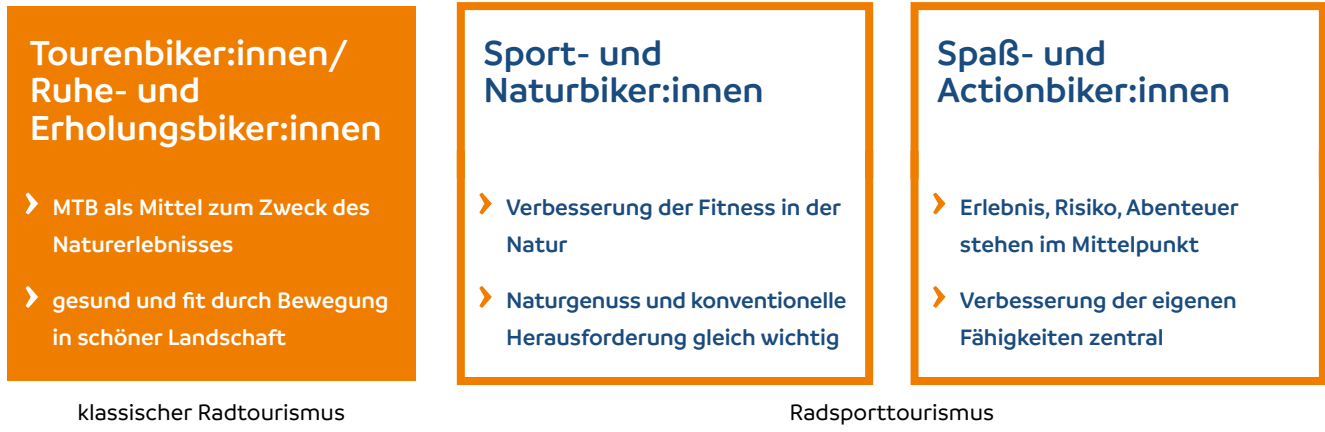 Tourenbiker:innen/
Ruhe- und
Erholungsbiker:innen
MTB als Mittel zum Zweck des
Naturerlebnisses
gesund und fit durch Bewegung
in schöner Landschaft
klassischer Radtourismus
Sport- und
Naturbiker:innen
Verbesserung der Fitness in der
Natur
Naturgenuss und konventionelle
Herausforderung gleich wichtig
Spaß- und
Actionbiker:innen
Erlebnis, Risiko, Abenteuer
stehen im Mittelpunkt
Verbesserung der eigenen
Fähigkeiten zentral
Radsporttourismus